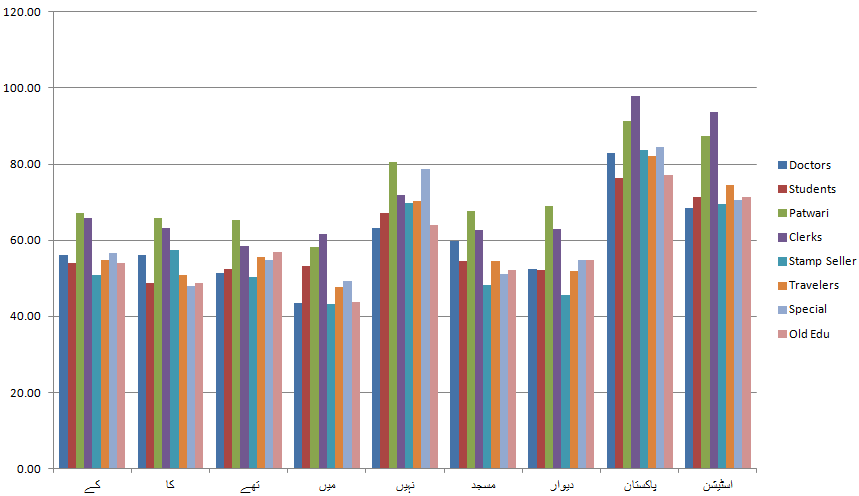 120.00
100.00
80.00
60.00
40.00
20.00
0.00
کے
کا
تھے
میں
نہیں
مسجد
دیوار
پاکستان
اسٹیشن
Doctors
Students
Patwari
Clerks
Stamp Seller
Travelers
Special
Old Edu